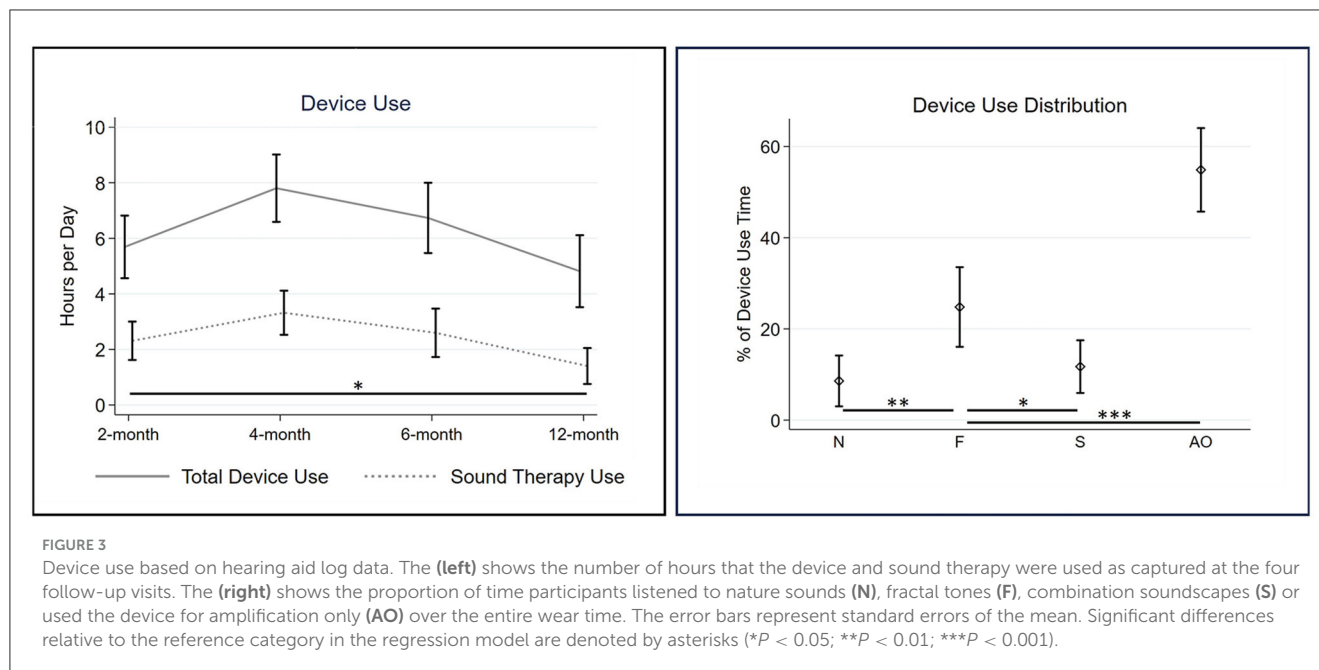 Device Use
Hours per Day
10
8
6
4
2
0
*
2-month 4-month 6-month 12-month
Total Device Use Sound Therapy Use
Device Use Distribution
% of Device Use Time
60
40
20
0
** * ***
N F S AO
FIGURE 3
Device use based on hearing aid log data. The (left) shows the number of hours that the device and sound therapy were used as captured at the four
follow-up visits. The (right) shows the proportion of time participants listened to nature sounds (N), fractal tones (F), combination soundscapes (S) or
used the device for amplification only (AO) over the entire wear time. The error bars represent standard errors of the mean. Significant differences
relative to the reference category in the regression model are denoted by asterisks (*P < 0.05; **P < 0.01; ***P < 0.001).